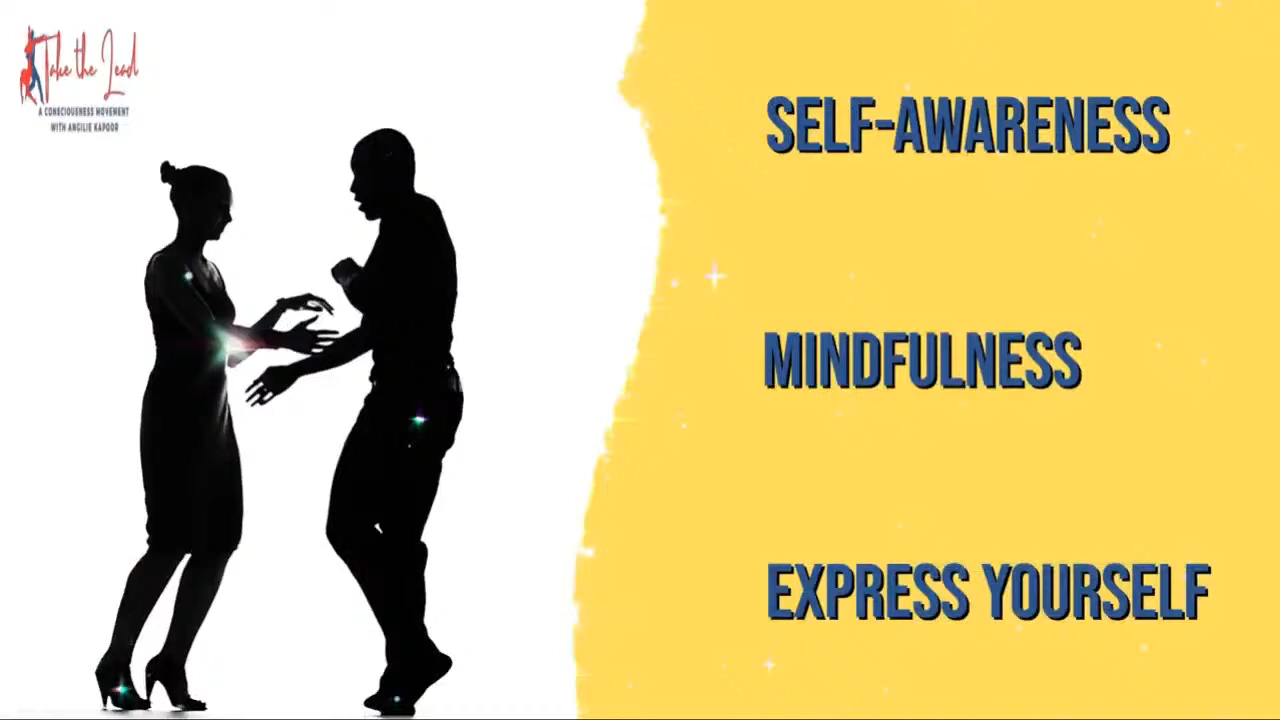 Take the Lead
A CONSCIOUSNESS MOVEMENT
WITH ANGILIE KAPOOR
SELF-AWARENESS
MINDFULNESS
EXPRESS YOURSELF